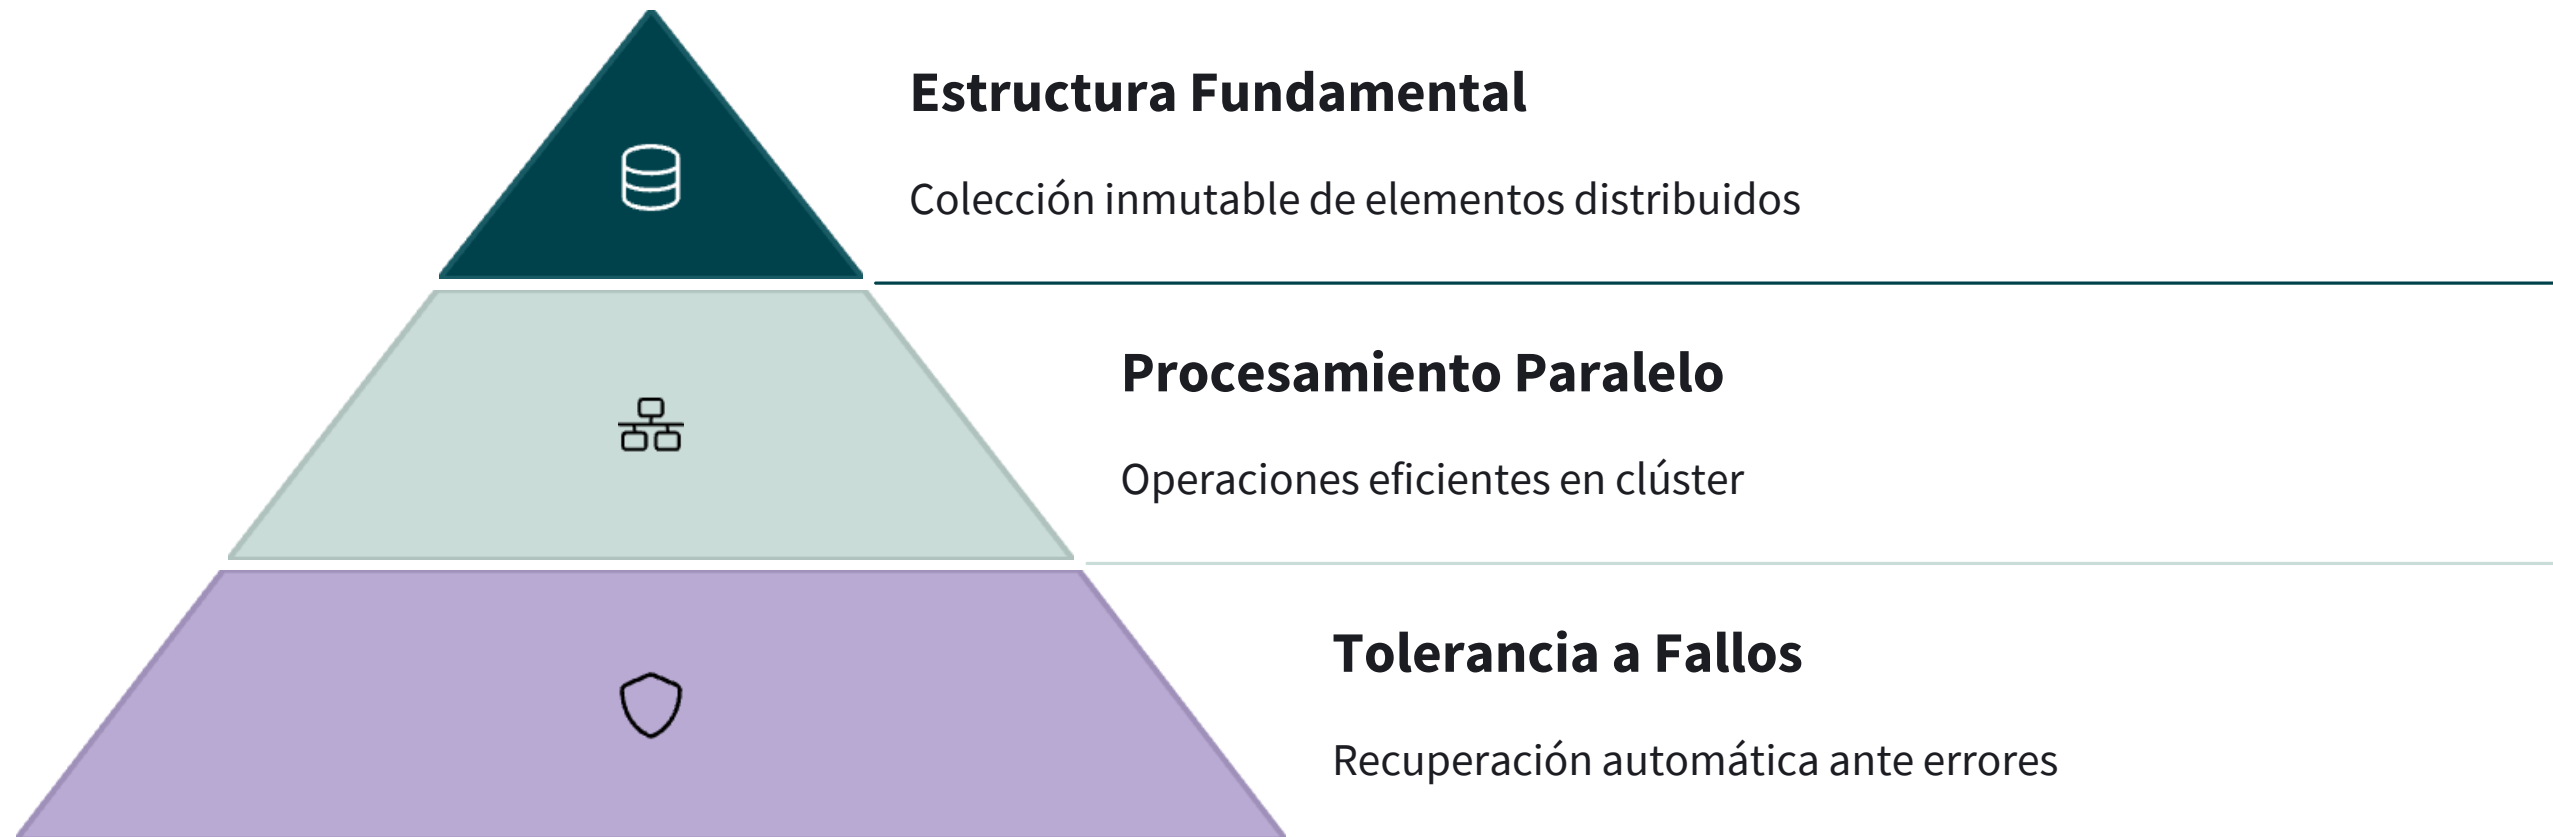 Estructura Fundamental
Colección inmutable de elementos distribuidos
Procesamiento Paralelo
Operaciones eficientes en clúster
Tolerancia a Fallos
Recuperación automática ante errores